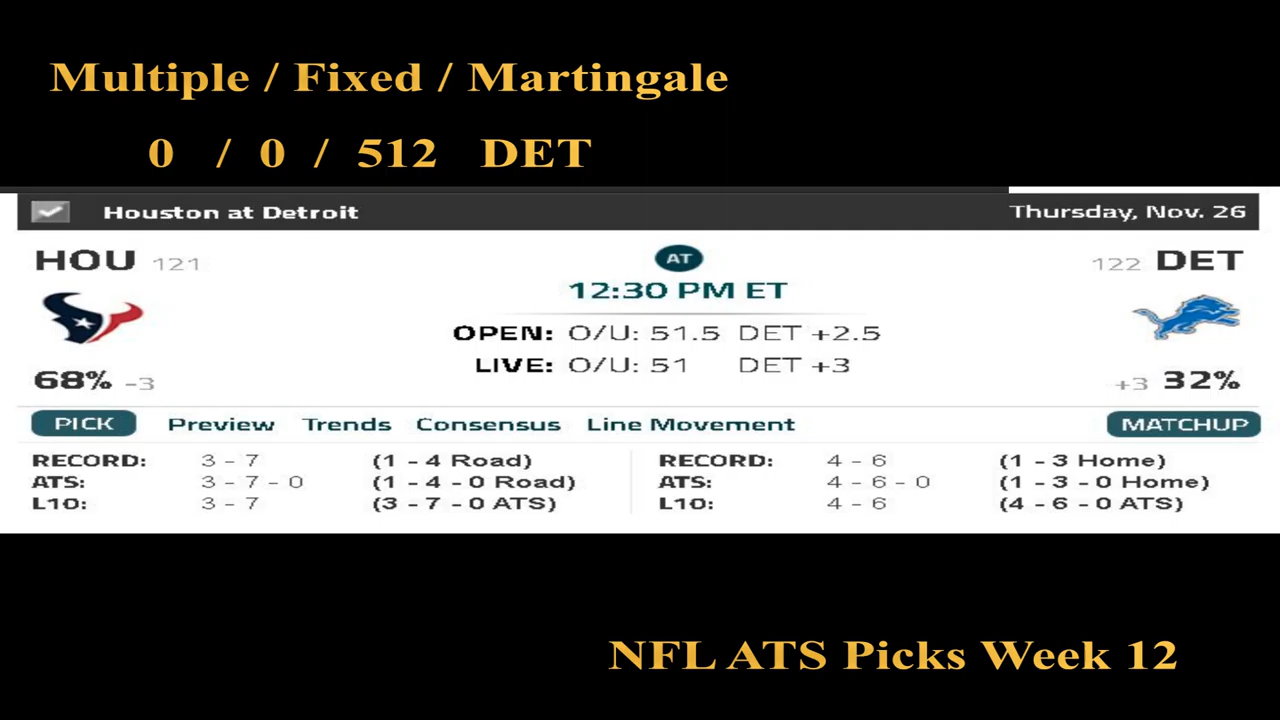 Multiple / Fixed / Martingale
0 / 0 / 512 DET
Houston at Detroit Thursday, Nov. 26
HOU 121 AT 122 DET
12:30 PM ET
OPEN: O/U: 51.5 DET +2.5
LIVE: O/U: 51 DET +3
68% -3 +3 32%
PICK Preview Trends Consensus Line Movement MATCHUP
RECORD: 3 - 7 (1 - 4 Road) RECORD: 4 - 6 (1 - 3 Home)
ATS: 3 - 7 - 0 (1 - 4 - 0 Road) ATS: 4 - 6 - 0 (1 - 3 - 0 Home)
L10: 3 - 7 (3 - 7 - 0 ATS) L10: 4 - 6 (4 - 6 - 0 ATS)
NFL ATS Picks Week 12